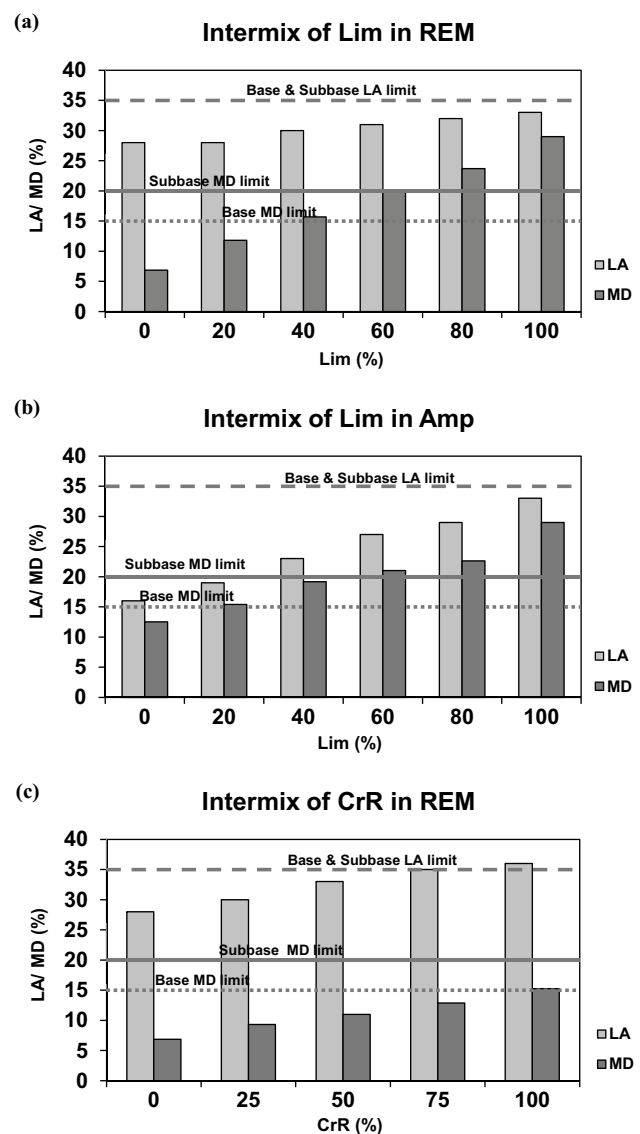 (a)
Intermix of Lim in REM
LA/ MD (%)
40
35
30
25
20
15
10
5
0
Base & Subbase LA limit
Subbase MD limit
Base MD limit
0 20 40 60 80 100
Lim (%)
LA
MD
(b)
Intermix of Lim in Amp
LA/ MD (%)
40
35
30
25
20
15
10
5
0
Base & Subbase LA limit
Subbase MD limit
Base MD limit
0 20 40 60 80 100
Lim (%)
LA
MD
(c)
Intermix of CrR in REM
LA/ MD (%)
40
35
30
25
20
15
10
5
0
Base & Subbase LA limit
Subbase MD limit
Base MD limit
0 25 50 75 100
CrR (%)
LA
MD